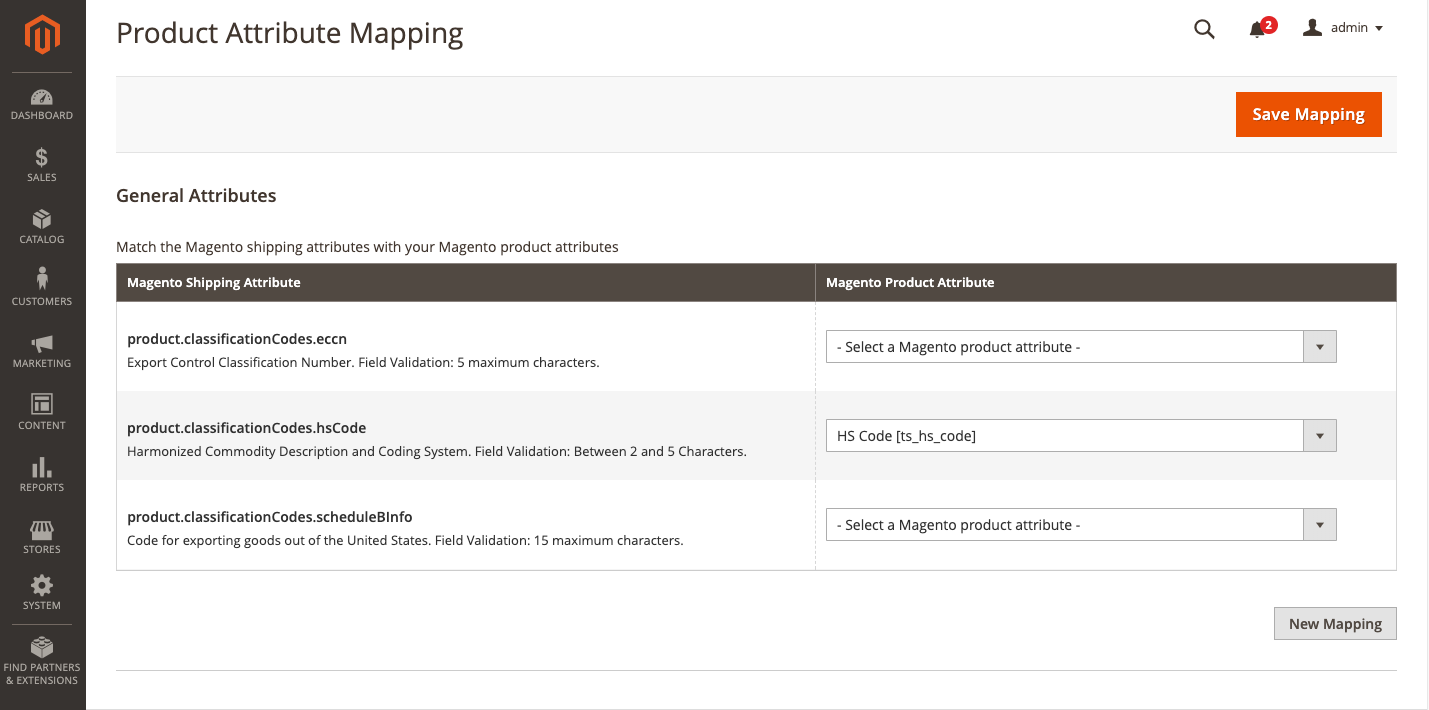 Product Attribute Mapping
2
admin
Save Mapping
DASHBOARD
SALES
CATALOG
CUSTOMERS
MARKETING
CONTENT
REPORTS
STORES
SYSTEM
FIND PARTNERS
& EXTENSIONS
General Attributes
Match the Magento shipping attributes with your Magento product attributes
Magento Shipping Attribute
Magento Product Attribute
product.classificationCodes.eccn
Export Control Classification Number. Field Validation: 5 maximum characters.
- Select a Magento product attribute -
product.classificationCodes.hsCode
Harmonized Commodity Description and Coding System. Field Validation: Between 2 and 5 Characters.
HS Code [ts_hs_code]
product.classificationCodes.scheduleBInfo
Code for exporting goods out of the United States. Field Validation: 15 maximum characters.
- Select a Magento product attribute -
New Mapping